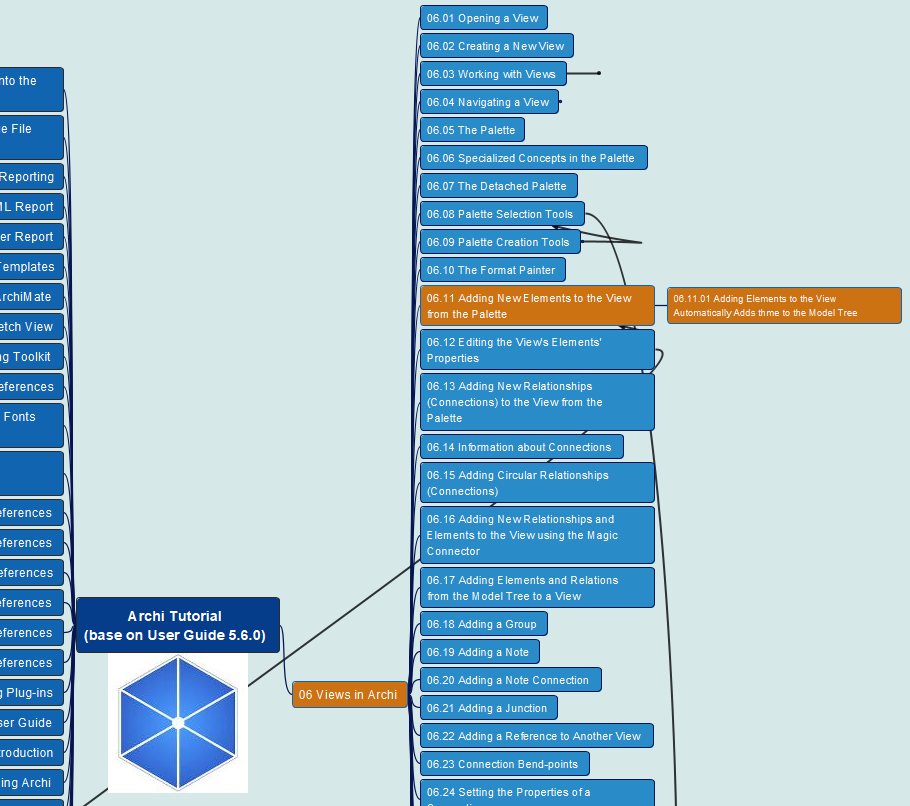 nto the
e File
Reporting
ML Report
er Report
Templates
ArchiMate
etch View
ng Toolkit
eferences
Fonts
eferences
eferences
eferences
eferences
eferences
eferences
g Plug-ins
ser Guide
troduction
ing Archi
Archi Tutorial
(base on User Guide 5.6.0)
06 Views in Archi
06.01 Opening a View
06.02 Creating a New View
06.03 Working with Views
06.04 Navigating a View
06.05 The Palette
06.06 Specialized Concepts in the Palette
06.07 The Detached Palette
06.08 Palette Selection Tools
06.09 Palette Creation Tools
06.10 The Format Painter
06.11 Adding New Elements to the View
from the Palette
06.11.01 Adding Elements to the View
Automatically Adds thme to the Model Tree
06.12 Editing the View's Elements'
Properties
06.13 Adding New Relationships
(Connections) to the View from the
Palette
06.14 Information about Connections
06.15 Adding Circular Relationships
(Connections)
06.16 Adding New Relationships and
Elements to the View using the Magic
Connector
06.17 Adding Elements and Relations
from the Model Tree to a View
06.18 Adding a Group
06.19 Adding a Note
06.20 Adding a Note Connection
06.21 Adding a Junction
06.22 Adding a Reference to Another View
06.23 Connection Bend-points
06.24 Setting the Properties of a